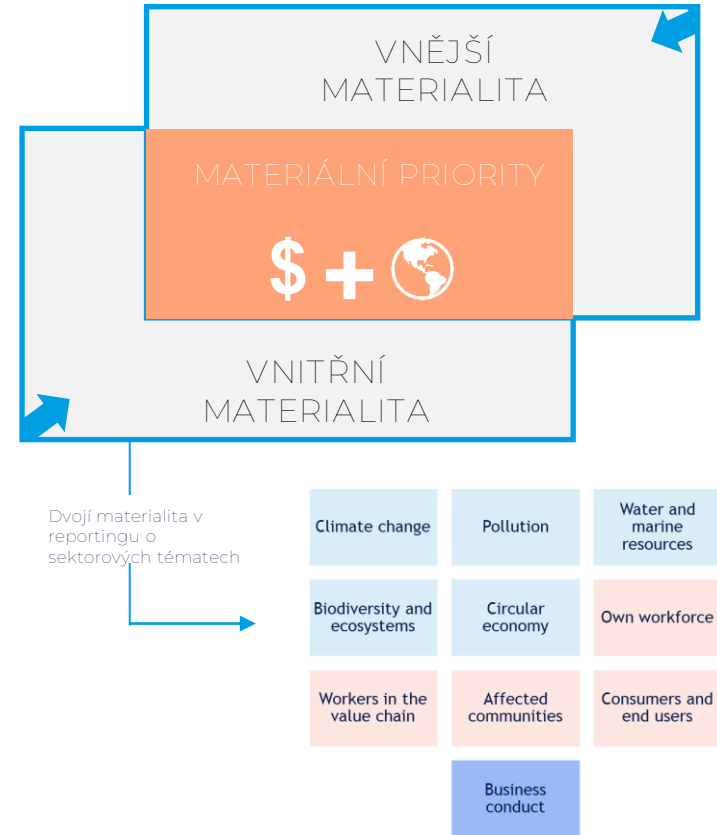 VNĚJŠÍ
MATERIALITA
MATERIÁLNÍ PRIORITY
$ +
VNITŘNÍ
MATERIALITA
Dvojí materialita v
reportingu o
sektorových tématech
Climate change
Pollution
Water and
marine
resources
Biodiversity and
ecosystems
Circular
economy
Own workforce
Workers in the
value chain
Affected
communities
Consumers and
end users
Business
conduct